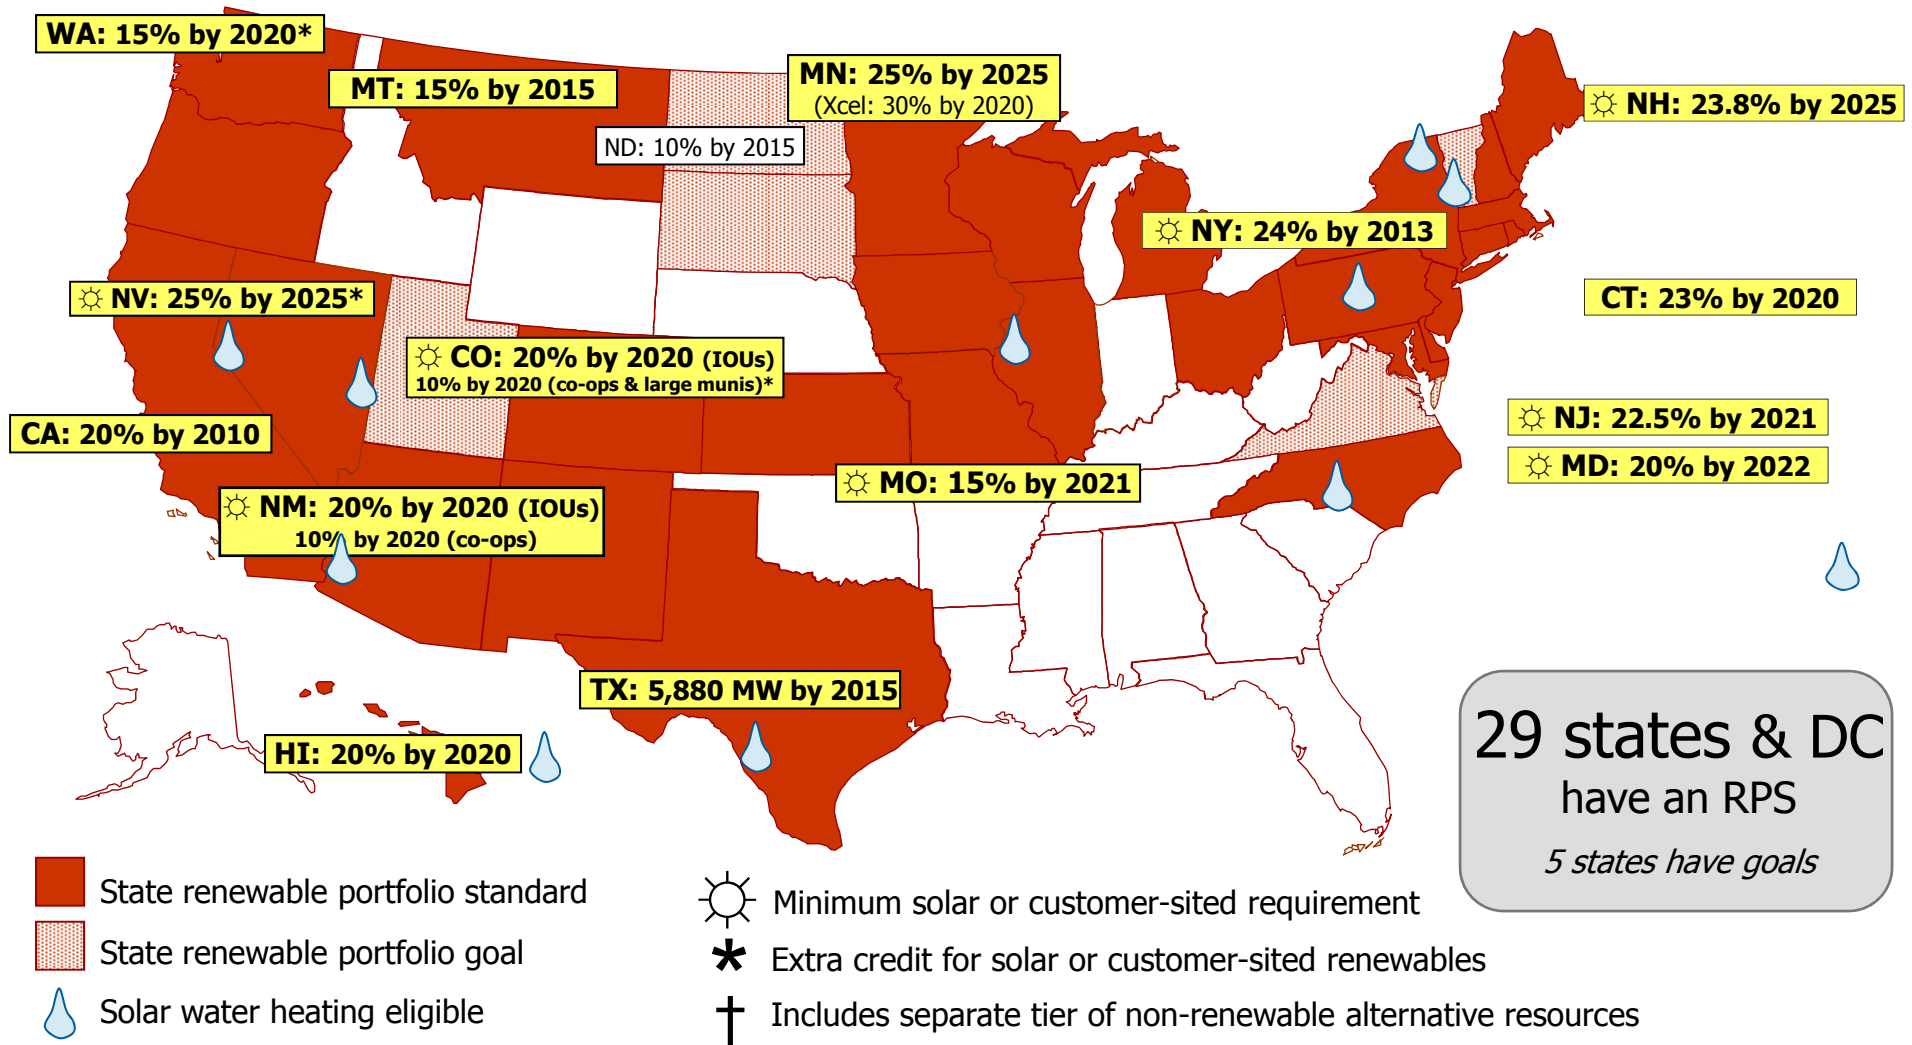 WA: 15% by 2020*
MT: 15% by 2015
MN: 25% by 2025
(Xcel: 30% by 2020)
☼ NH: 23.8% by 2025
ND: 10% by 2015
☼ NY: 24% by 2013
☼ NV: 25% by 2025*
CT: 23% by 2020
☼ CO: 20% by 2020 (IOUs)
10% by 2020 (co-ops & large munis)*
CA: 20% by 2010
☼ NJ: 22.5% by 2021
☼ MD: 20% by 2022
☼ MO: 15% by 2021
☼ NM: 20% by 2020 (IOUs)
10% by 2020 (co-ops)
TX: 5,880 MW by 2015
HI: 20% by 2020
29 states & DC
have an RPS
5 states have goals
State renewable portfolio standard
State renewable portfolio goal
Solar water heating eligible
☼ Minimum solar or customer-sited requirement
* Extra credit for solar or customer-sited renewables
† Includes separate tier of non-renewable alternative resources